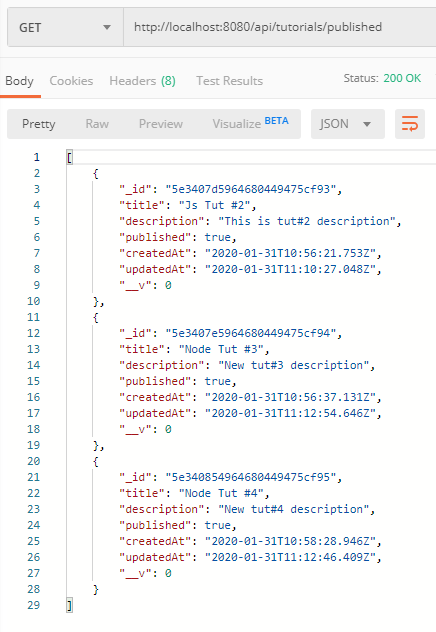 GET http://localhost:8080/api/tutorials/published
Body Cookies Headers (8) Test Results Status: 200 OK
Pretty Raw Preview Visualize BETA JSON
1 [
2 {
3 "_id": "5e3407d5964680449475cf93",
4 "title": "Js Tut #2",
5 "description": "This is tut#2 description",
6 "published": true,
7 "createdAt": "2020-01-31T10:56:21.753Z",
8 "updatedAt": "2020-01-31T11:10:27.048Z",
9 "__v": 0
10 },
11 {
12 "_id": "5e3407e5964680449475cf94",
13 "title": "Node Tut #3",
14 "description": "New tut#3 description",
15 "published": true,
16 "createdAt": "2020-01-31T10:56:37.131Z",
17 "updatedAt": "2020-01-31T11:12:54.646Z",
18 "__v": 0
19 },
20 {
21 "_id": "5e340854964680449475cf95",
22 "title": "Node Tut #4",
23 "description": "New tut#4 description",
24 "published": true,
25 "createdAt": "2020-01-31T10:58:28.946Z",
26 "updatedAt": "2020-01-31T11:12:46.409Z",
27 "__v": 0
28 }
29 ]